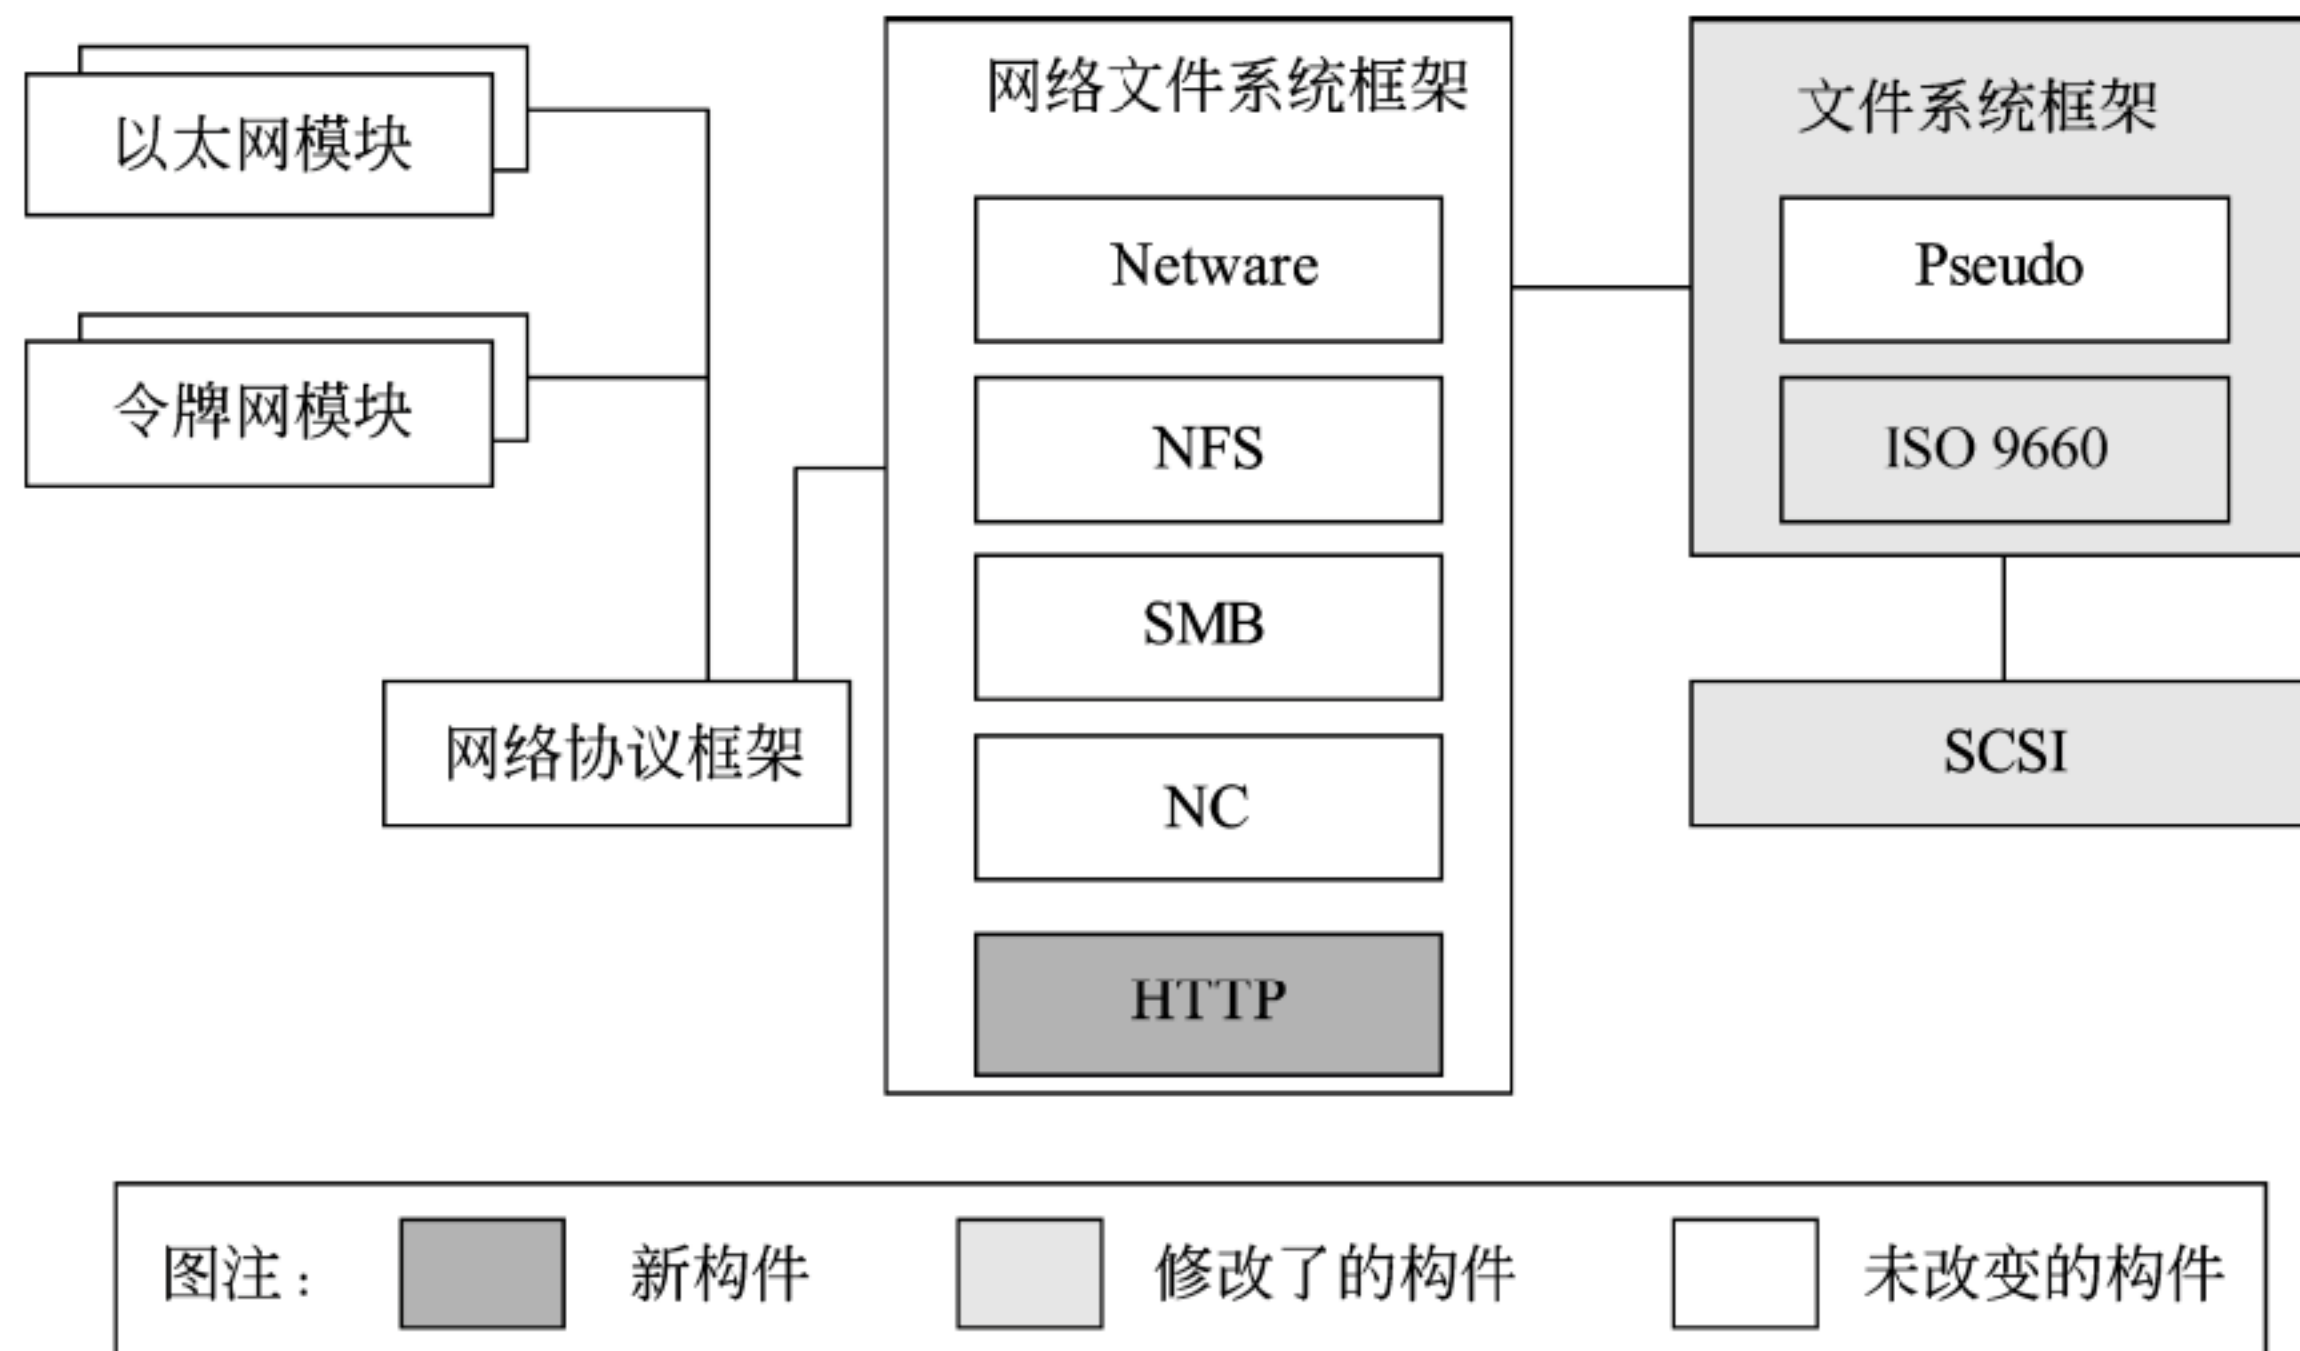 以太网模块
令牌网模块
网络协议框架
网络文件系统框架
Netware
NFS
SMB
NC
HTTP
文件系统框架
Pseudo
ISO 9660
SCSI
图注：
新构件
修改了的构件
未改变的构件